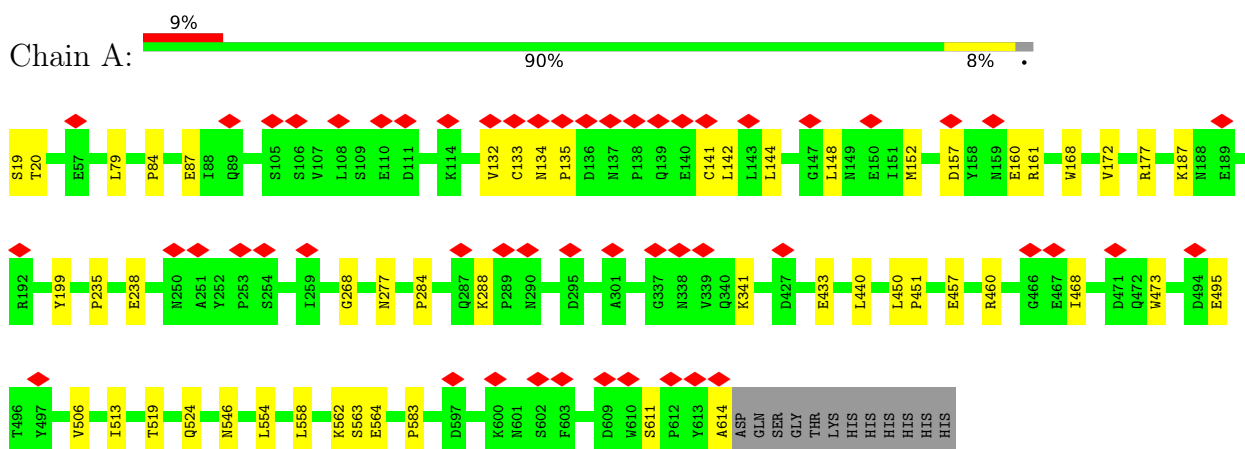 9%
Chain A:
90% 8% •
S19 T20 E57 L79 P84 E87 I88 Q89 S105 S106 V107 L108 S109 E110 D111 K114 V132 C133 N134 P135 D136 N137 P138 Q139 E140 C141 L142 L143 L144 G147 L148 N149 E150 I151 M152 D157 Y158 N159 E160 R161 W168 V172 R177 K187 N188 E189
R192 Y199 P235 E238 N250 A251 Y252 P253 S254 I259 G268 N277 P284 Q287 K288 P289 N290 D295 A301 G337 N338 V339 Q340 K341 D427 E433 L440 L450 P451 E457 R460 G466 E467 I468 D471 Q472 W473 D494 E495
T496 Y497 V506 I513 T519 Q524 N546 L554 L558 K562 S563 E564 P583 D597 K600 N601 S602 F603 D609 W610 S611 P612 Y613 A614 ASP GLN SER GLY THR LYS HIS HIS HIS HIS HIS HIS